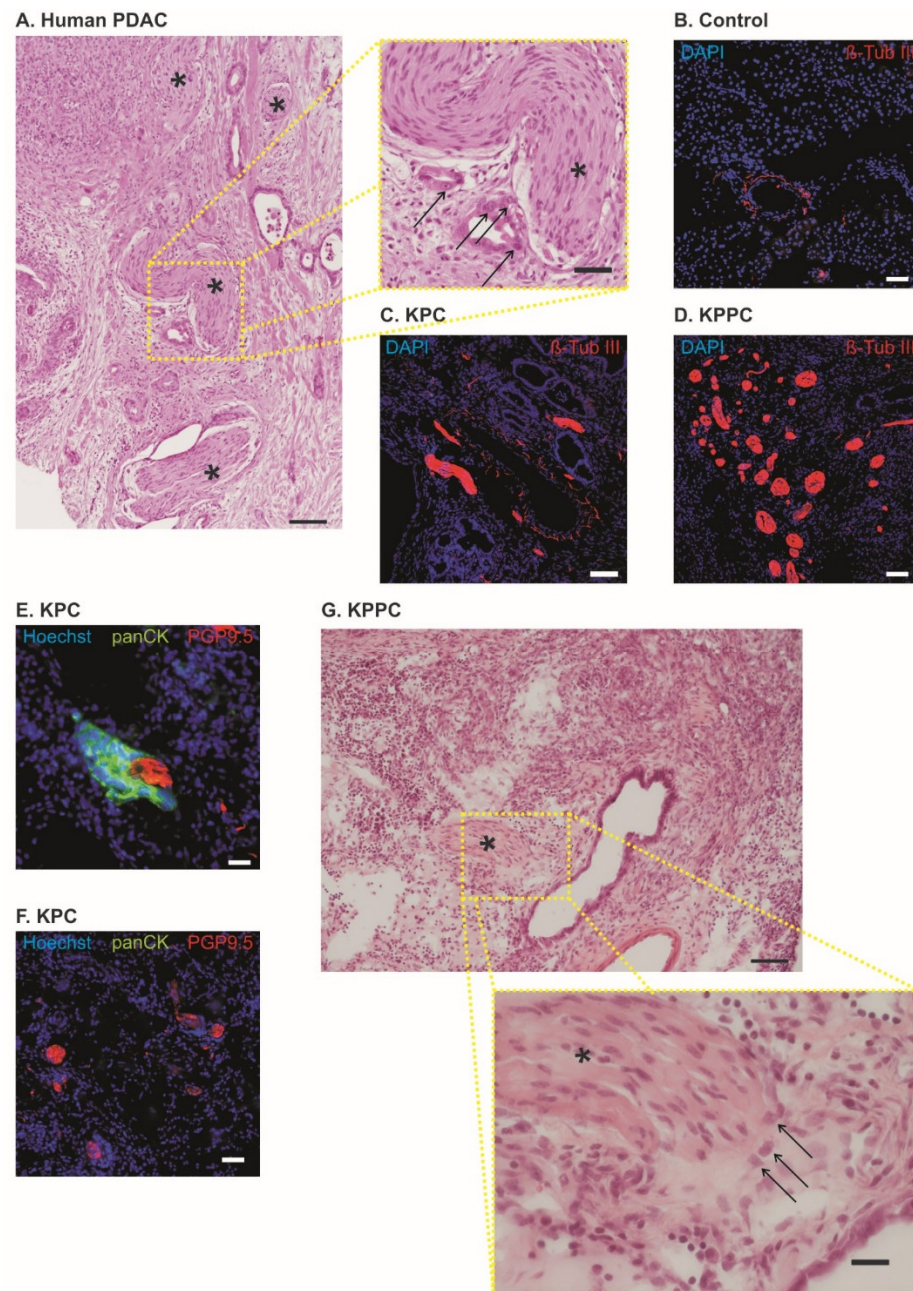 A. Human PDAC
B. Control
DAPI ß-Tub III
C. KPC
DAPI ß-Tub III
D. KPPC
DAPI ß-Tub III
E. KPC
Hoechst panCK PGP9.5
F. KPC
Hoechst panCK PGP9.5
G. KPPC